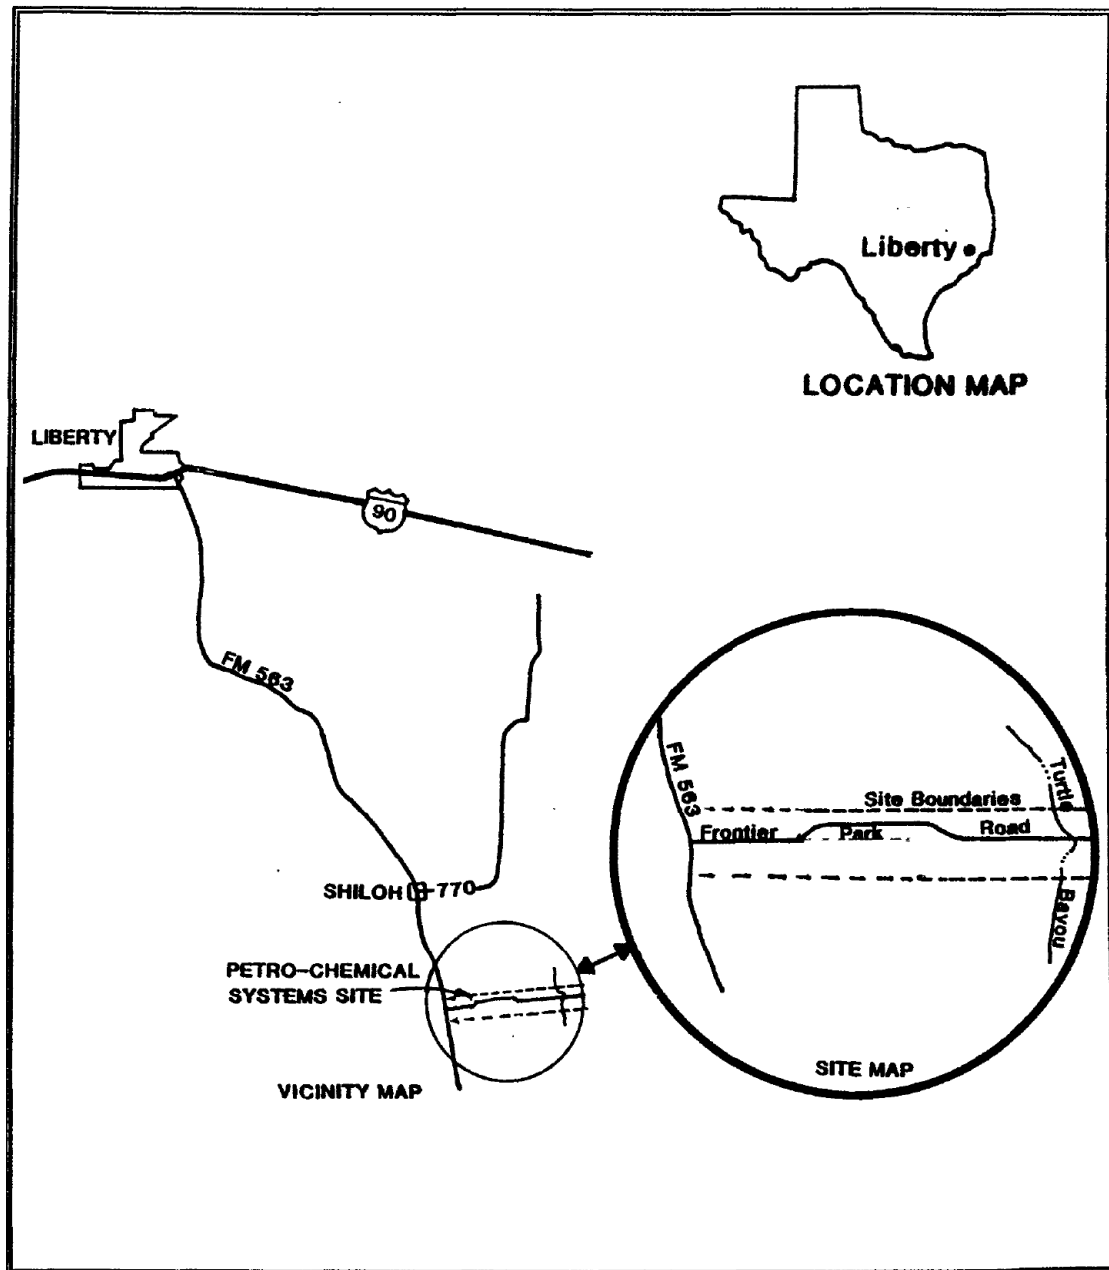 Liberty
LOCATION MAP
LIBERTY
90
FM 563
SHILOH
770
PETRO-CHEMICAL
SYSTEMS SITE
VICINITY MAP
FM 563
Turtle
Site Boundaries
Frontier Park Road
Bayou
SITE MAP